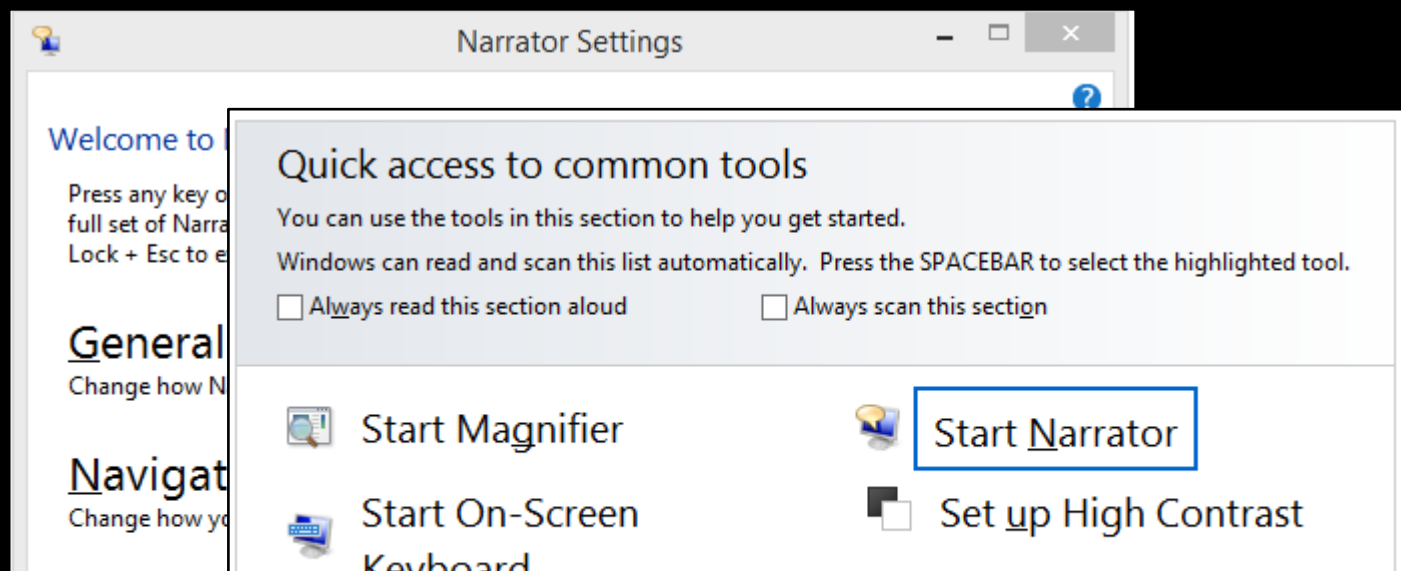 Narrator Settings
Welcome to
Press any key o
full set of Narra
Lock + Esc to e
General
Change how N
Navigat
Change how yo
Quick access to common tools
You can use the tools in this section to help you get started.
Windows can read and scan this list automatically.  Press the SPACEBAR to select the highlighted tool.
Always read this section aloud
Always scan this section
Start Magnifier
Start Narrator
Start On-Screen
Keyboard
Set up High Contrast